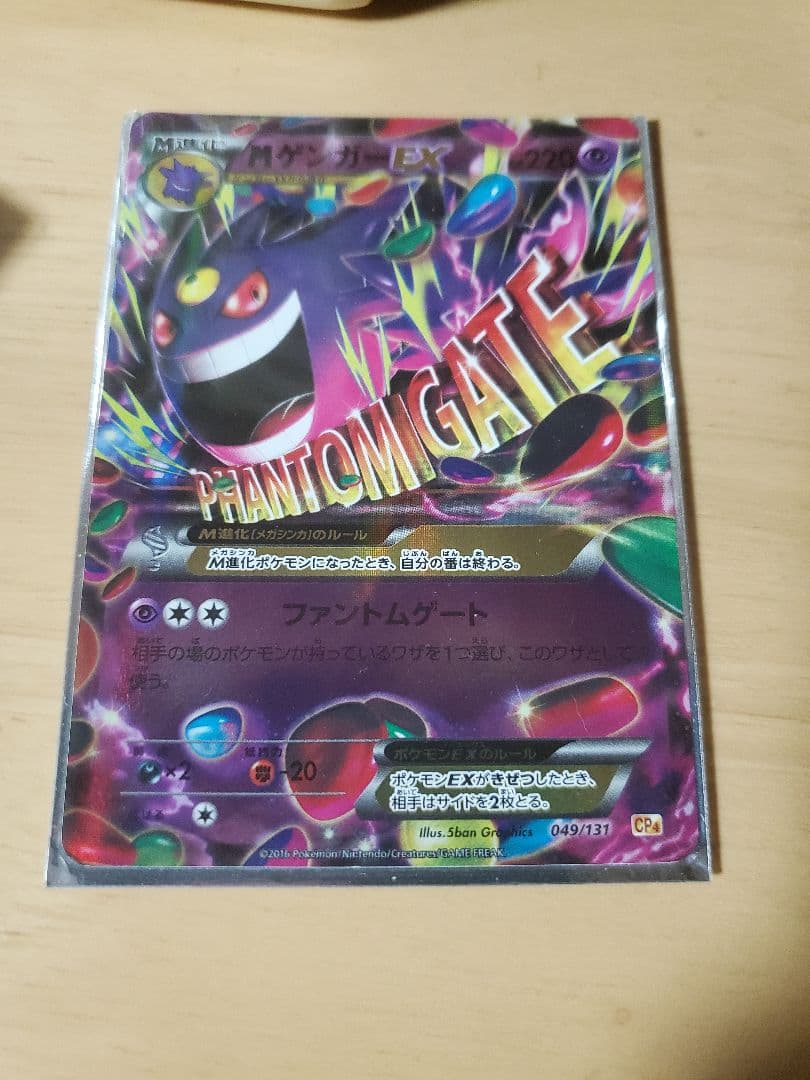 M進化
MゲンガーEX
220
PHANTOM GATE
M進化[メガシンカ]のルール
M進化ポケモンになったとき、自分の番は終わる。
ファントムゲート
相手の場のポケモンが持っているワザを1つ選び、このワザとして
使う。
×2
抵抗力
-20
ポケモンEXのルール
ポケモンEXがきぜつしたとき、
相手はサイドを2枚とる。
Illus. 5ban Graphics 049/131 CP4
©2016 Pokémon/Nintendo/Creatures/GAME FREAK.